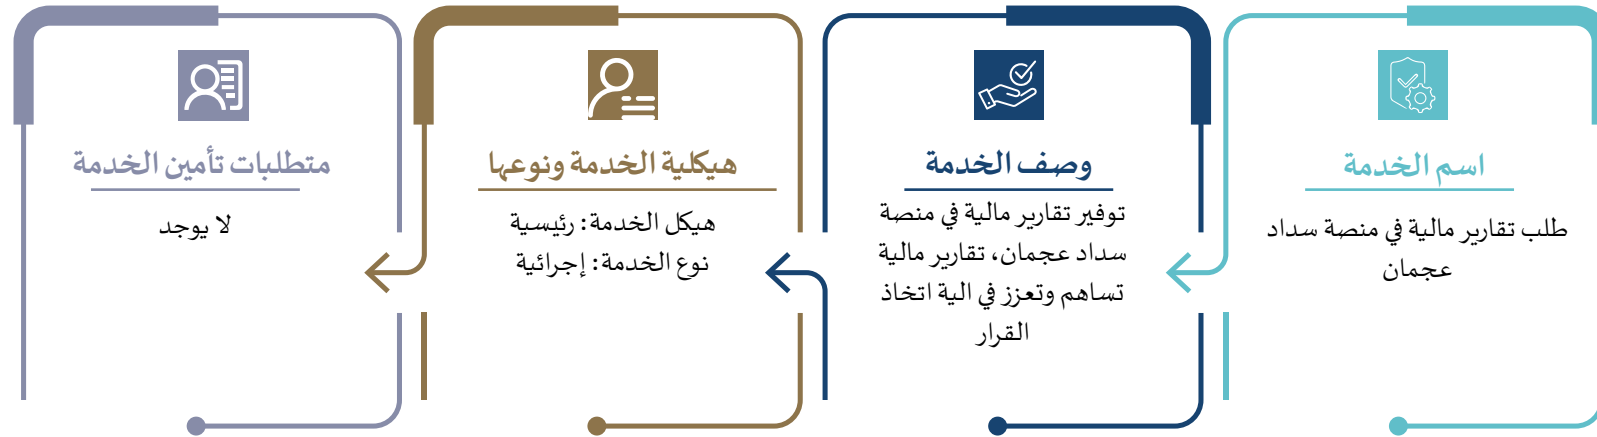 اسم الخدمة
طلب تقارير مالية في منصة سداد
عجمان
وصف الخدمة
توفير تقارير مالية في منصة
سداد عجمان، تقارير مالية
تساهم وتعزز في الية اتخاذ
القرار
هيكلية الخدمة ونوعها
هيكل الخدمة: رئيسية
نوع الخدمة: إجرائية
متطلبات تأمين الخدمة
لا يوجد